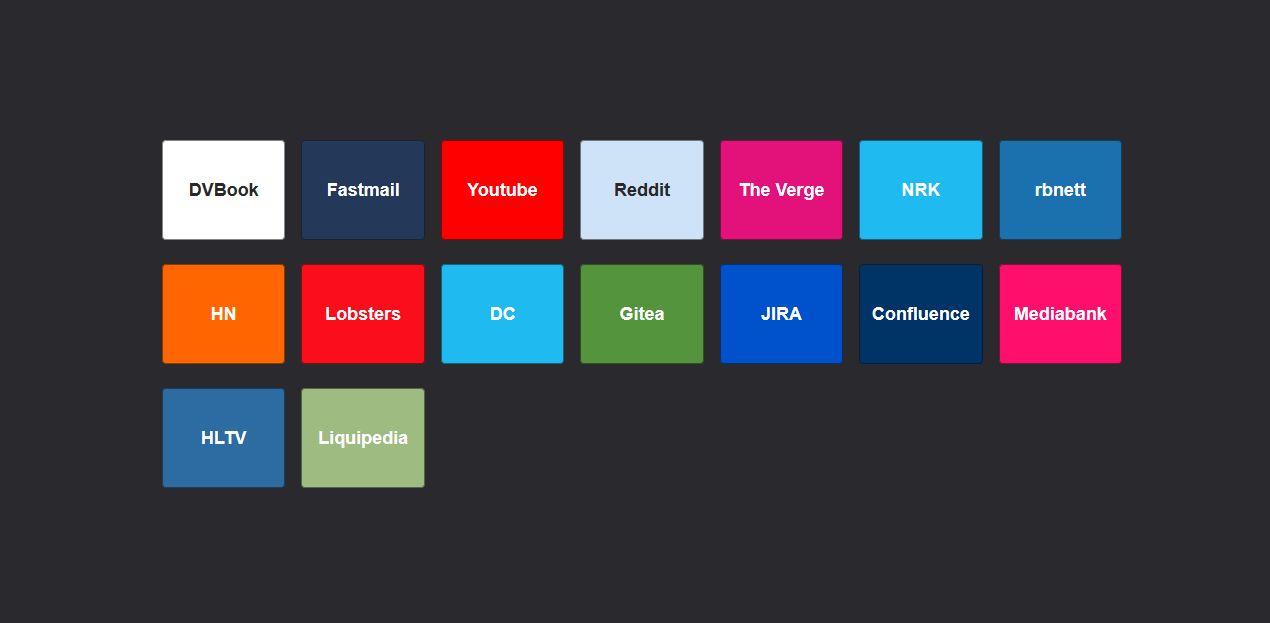 DVBook
Fastmail
Youtube
Reddit
The Verge
NRK
rbnett
HN
Lobsters
DC
Gitea
JIRA
Confluence
Mediabank
HLTV
Liquipedia